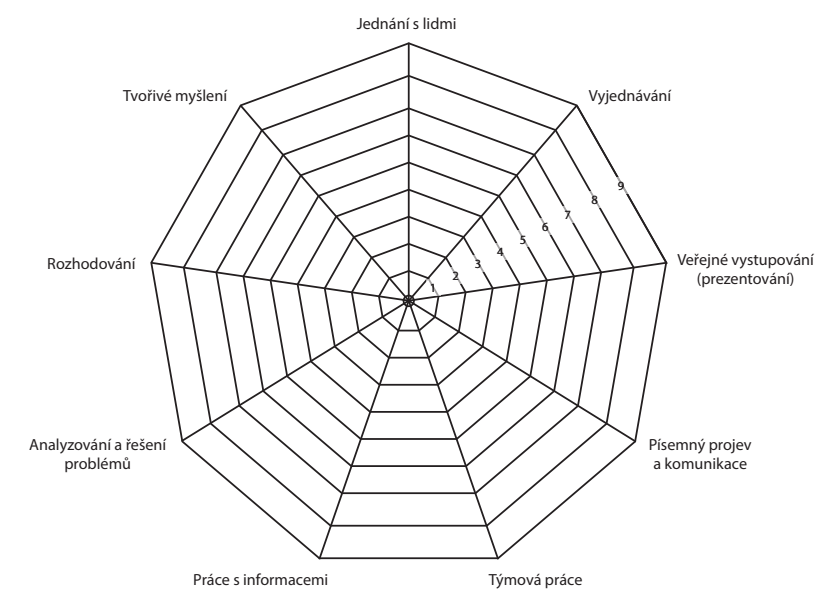 Jednání s lidmi
Tvořivé myšlení
Vyjednávání
9
8
7
6
5
4
3
2
1
Rozhodování
Veřejné vystupování
(prezentování)
Analyzování a řešení
problémů
Písemný projev
a komunikace
Práce s informacemi
Týmová práce